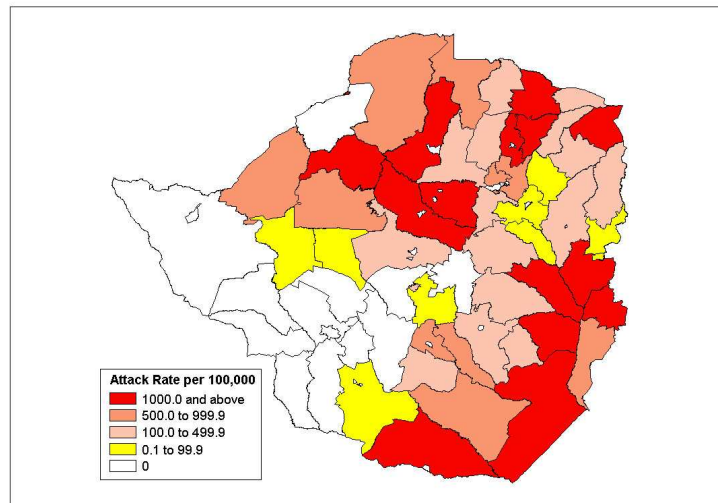 Attack Rate per 100,000
1000.0 and above
500.0 to 999.9
100.0 to 499.9
0.1 to 99.9
0